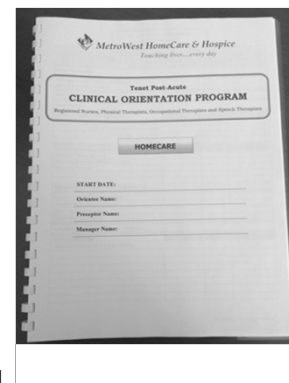 MetroWest HomeCare & Hospice
Touching lives...every day
Tenet Post-Acute
CLINICAL ORIENTATION PROGRAM
Registered Nurses, Physical Therapists, Occupational Therapists and Speech Therapists
HOMECARE
START DATE:
Orientee Name:
Preceptor Name:
Manager Name: